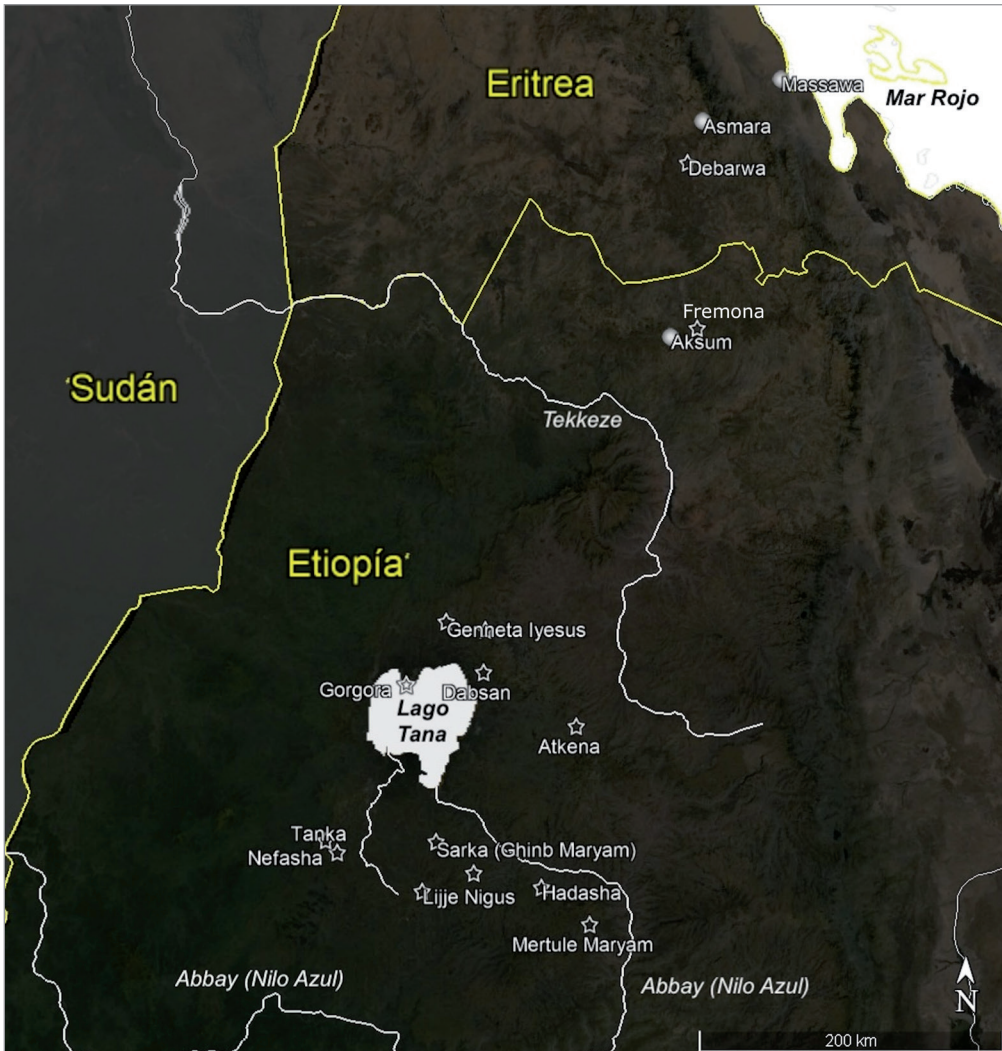 Eritrea
Massawa
Mar Rojo
Asmara
Debarwa
Fremona
Aksum
Sudán
Tekkeze
Etiopía
Genneta Iyesus
Gorgora
Dabsan
Lago
Tana
Atkena
Tanka
Nefasha
Sarka (Ghinb Maryam)
Lijje Nigus
Hadasha
Mertule Maryam
Abbay (Nilo Azul)
Abbay (Nilo Azul)
N
200 km